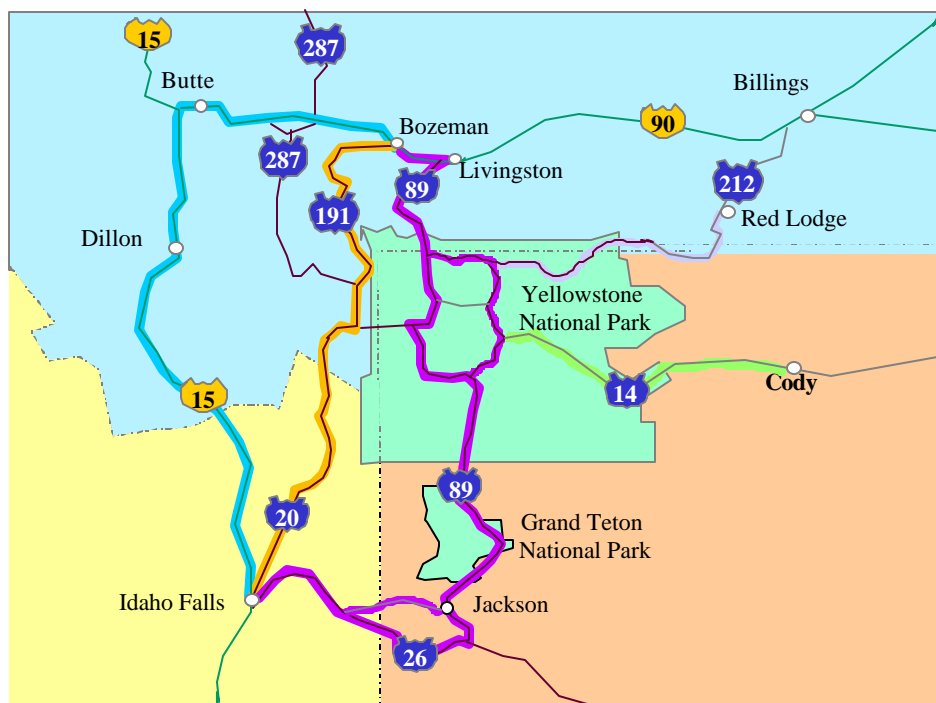 15
287
Butte
Billings
90
Bozeman
287
Livingston
89
212
191
Red Lodge
Dillon
Yellowstone
National Park
15
14
Cody
89
20
Grand Teton
National Park
Idaho Falls
Jackson
26